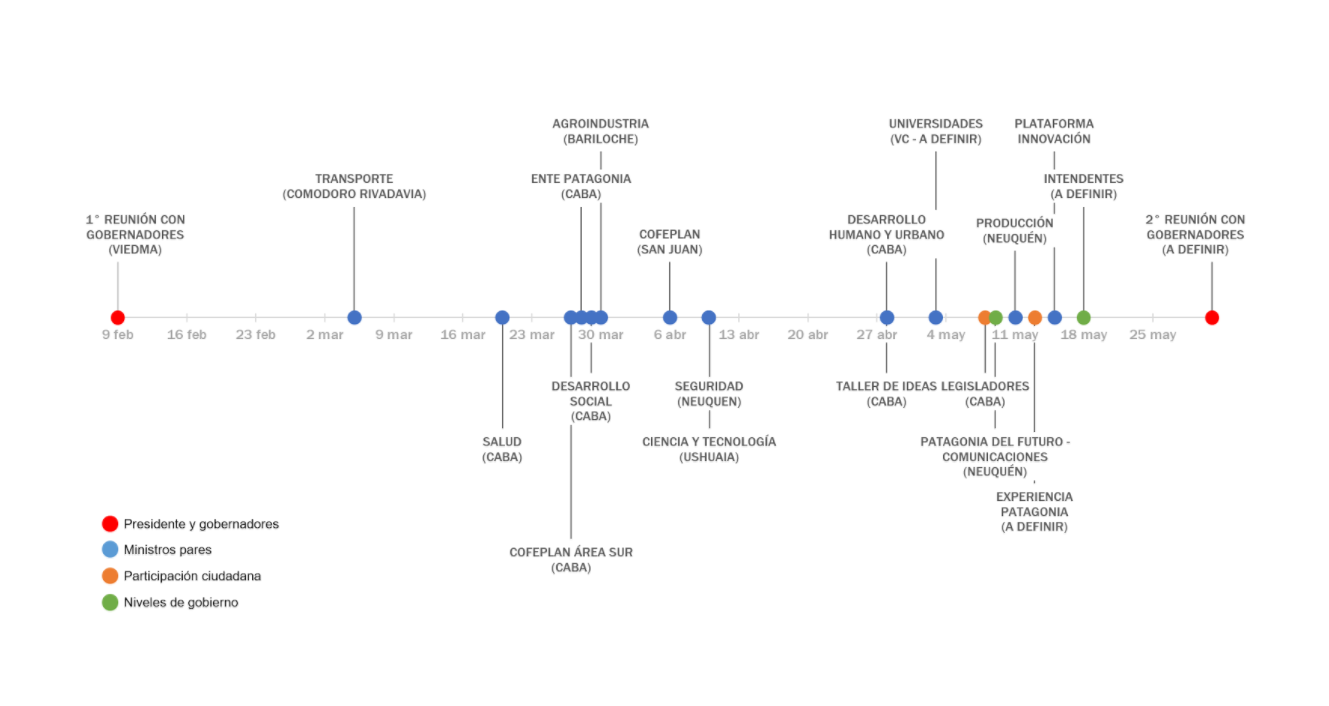 AGROINDUSTRIA
(BARILOCHE)
UNIVERSIDADES
(VC - A DEFINIR)
PLATAFORMA
INNOVACIÓN
TRANSPORTE
(COMODORO RIVADAVIA)
ENTE PATAGONIA
(CABA)
INTENDENTES
(A DEFINIR)
1° REUNIÓN CON
GOBERNADORES
(VIEDMA)
COFEPLAN
(SAN JUAN)
DESARROLLO
HUMANO Y URBANO
(CABA)
PRODUCCIÓN
(NEUQUÉN)
2° REUNIÓN CON
GOBERNADORES
(A DEFINIR)
9 feb 16 feb 23 feb 2 mar 9 mar 16 mar 23 mar 30 mar 6 abr 13 abr 20 abr 27 abr 4 may 11 may 18 may 25 may
DESARROLLO
SOCIAL
(CABA)
SEGURIDAD
(NEUQUEN)
TALLER DE IDEAS
(CABA)
LEGISLADORES
(CABA)
SALUD
(CABA)
CIENCIA Y TECNOLOGÍA
(USHUAIA)
PATAGONIA DEL FUTURO -
COMUNICACIONES
(NEUQUÉN)
EXPERIENCIA
PATAGONIA
(A DEFINIR)
COFEPLAN ÁREA SUR
(CABA)
Presidente y gobernadores
Ministros pares
Participación ciudadana
Niveles de gobierno